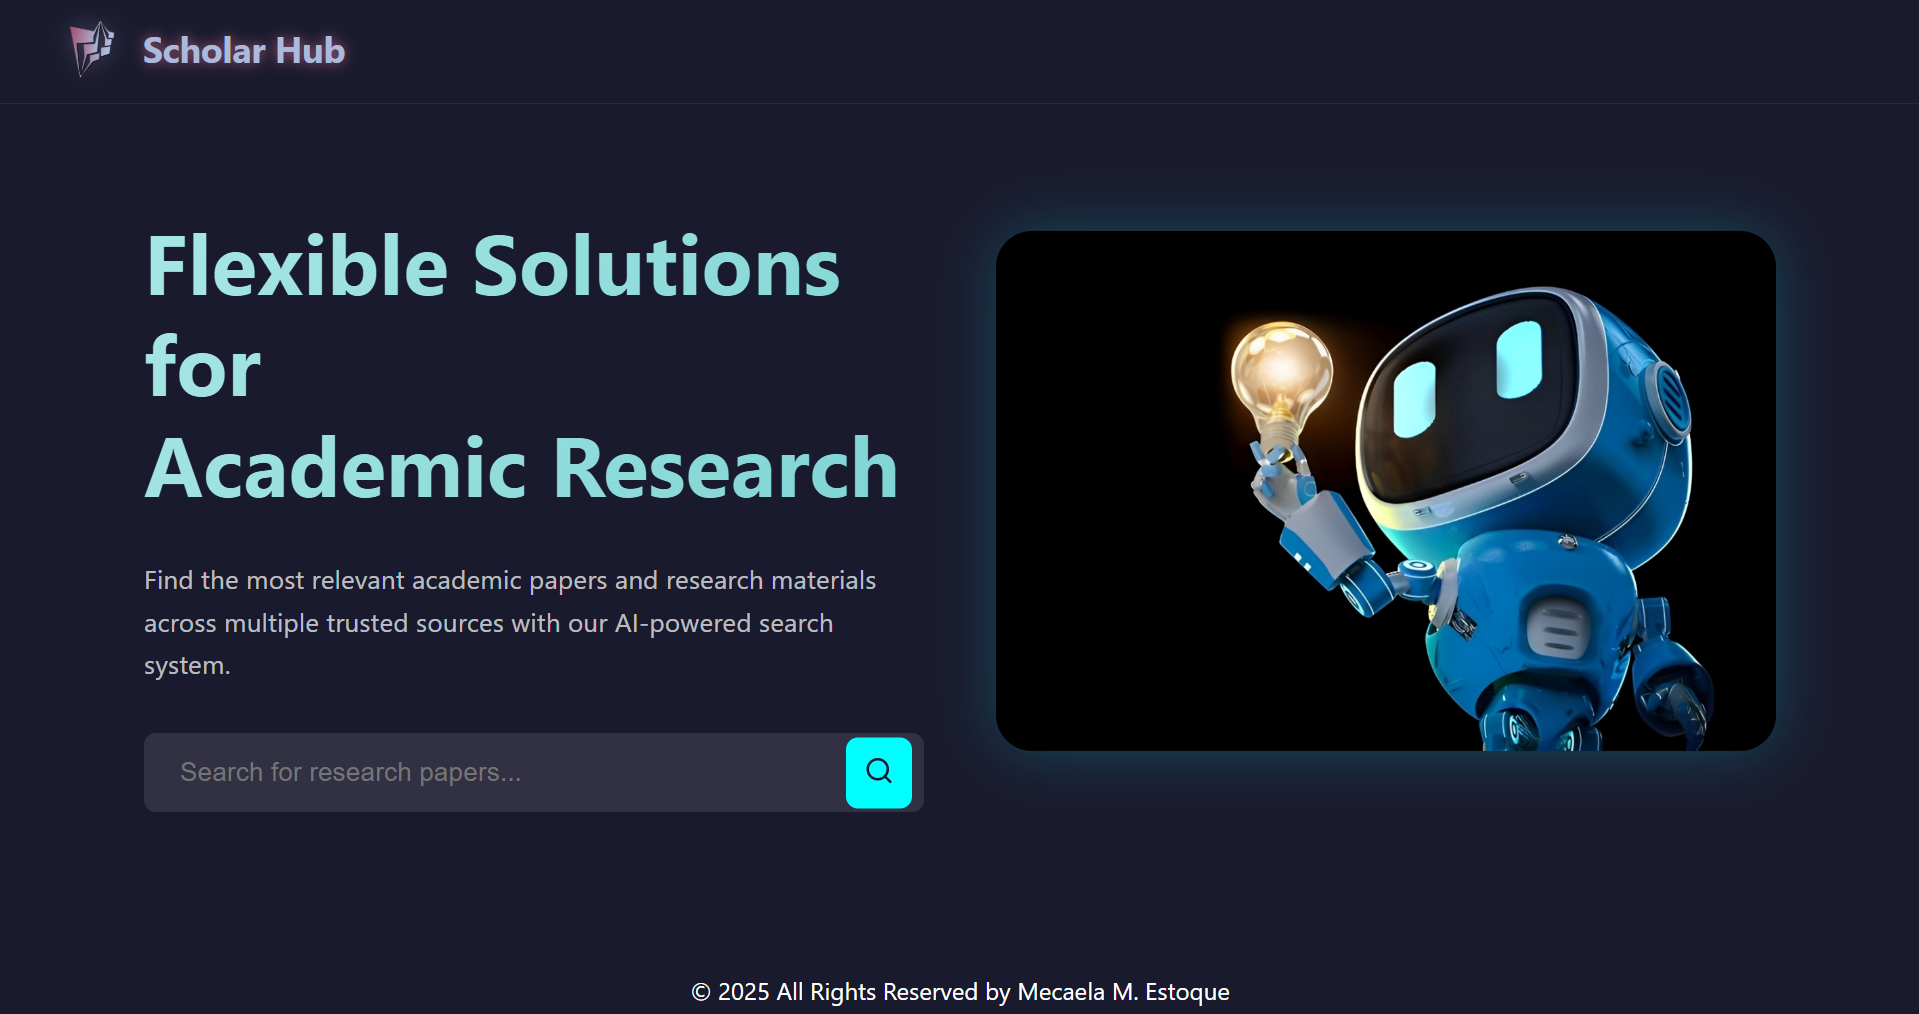 Scholar Hub
Flexible Solutions
for
Academic Research
Find the most relevant academic papers and research materials
across multiple trusted sources with our AI-powered search
system.
Search for research papers...
© 2025 All Rights Reserved by Mecaela M. Estoque